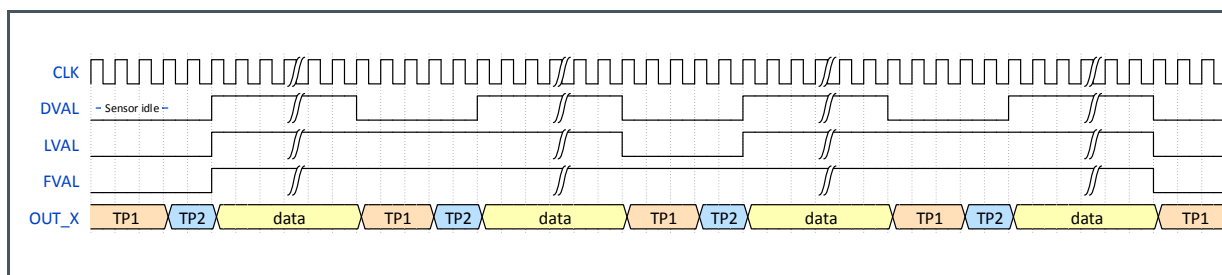 CLK
DVAL Sensor idle
LVAL
FVAL
OUT_X TP1 TP2 data TP1 TP2 data TP1 TP2 data TP1 TP2 data TP1